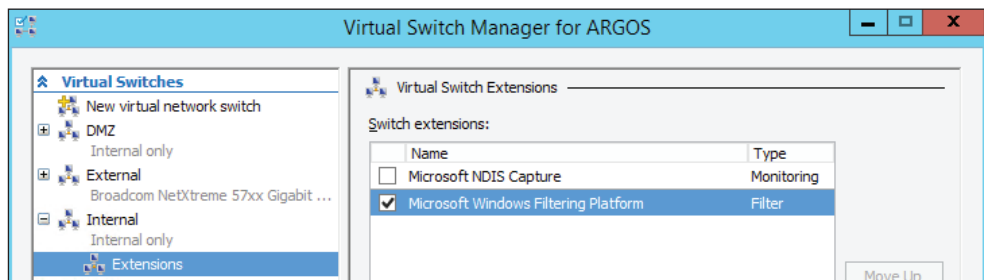 Virtual Switch Manager for ARGOS
Virtual Switches
New virtual network switch
DMZ
Internal only
External
Broadcom NetXtreme 57xx Gigabit ...
Internal
Internal only
Extensions
Virtual Switch Extensions
Switch extensions:
Name Type
Microsoft NDIS Capture Monitoring
Microsoft Windows Filtering Platform Filter
Move Up